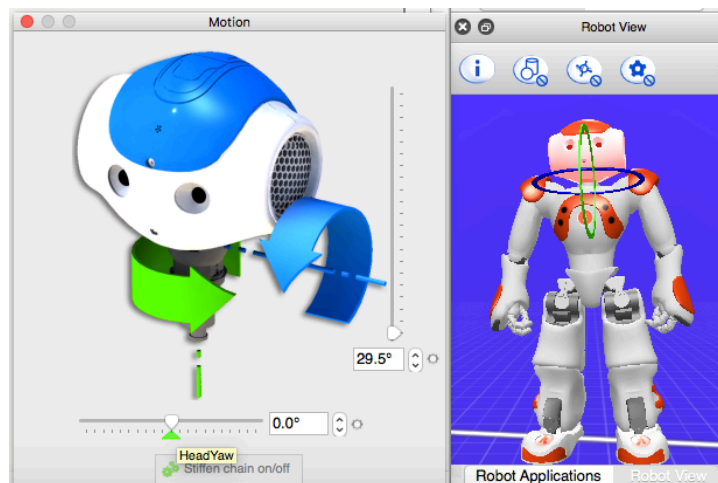 Motion
29.5°
0.0°
HeadYaw
Stiffen chain on/off
Robot View
i
Robot Applications
Robot View